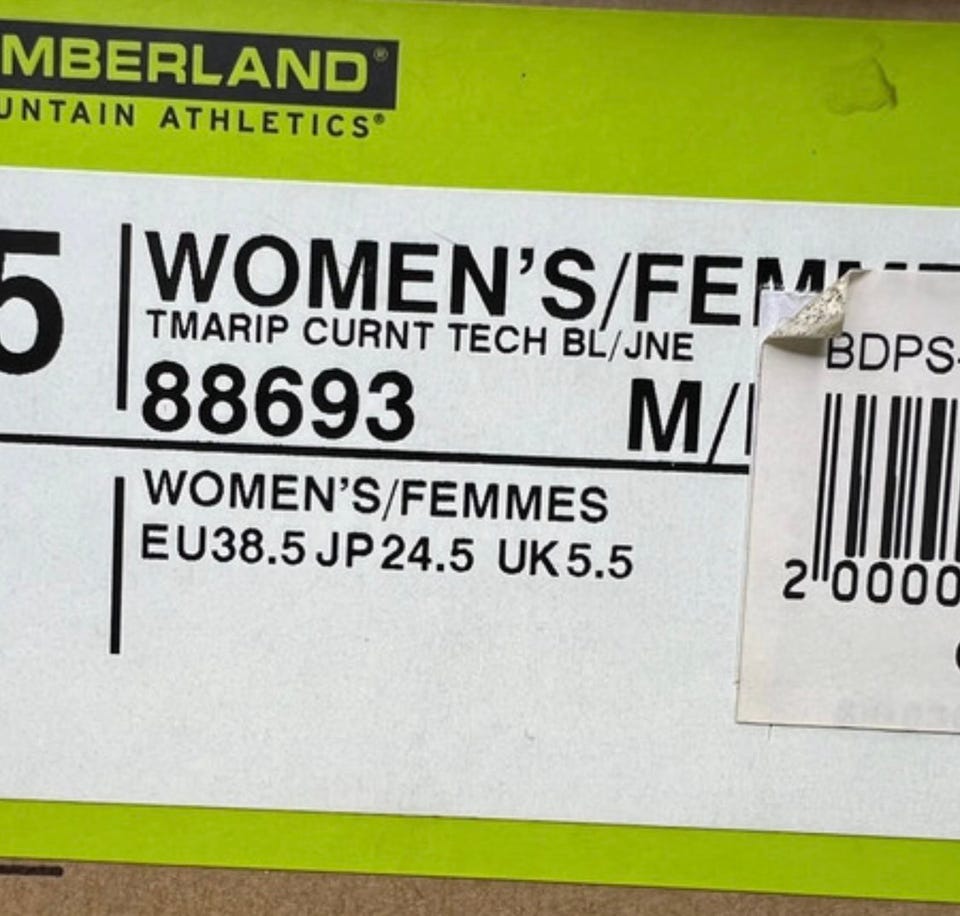 MBERLAND®
UNTAIN ATHLETICS®
5
WOMEN'S/FEMME
TMARIP CURNT TECH BL/JNE
88693 M/
BDPS-
WOMEN'S/FEMMES
EU38.5 JP24.5 UK5.5
2 0000